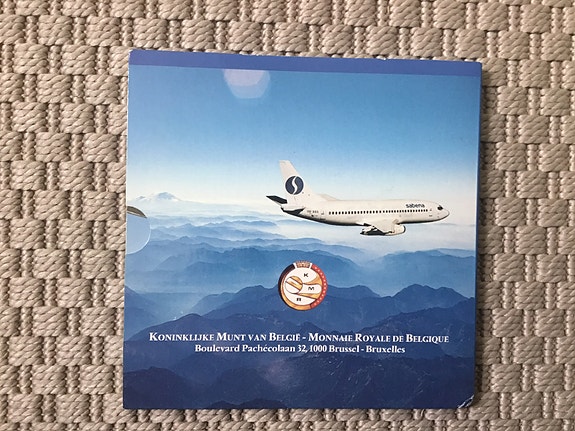 sabena
K
M
R
KONINKLIJKE MUNT VAN BELGIË - MONNAIE ROYALE DE BELGIQUE
Boulevard Pachécolaan 32, 1000 Brussel - Bruxelles